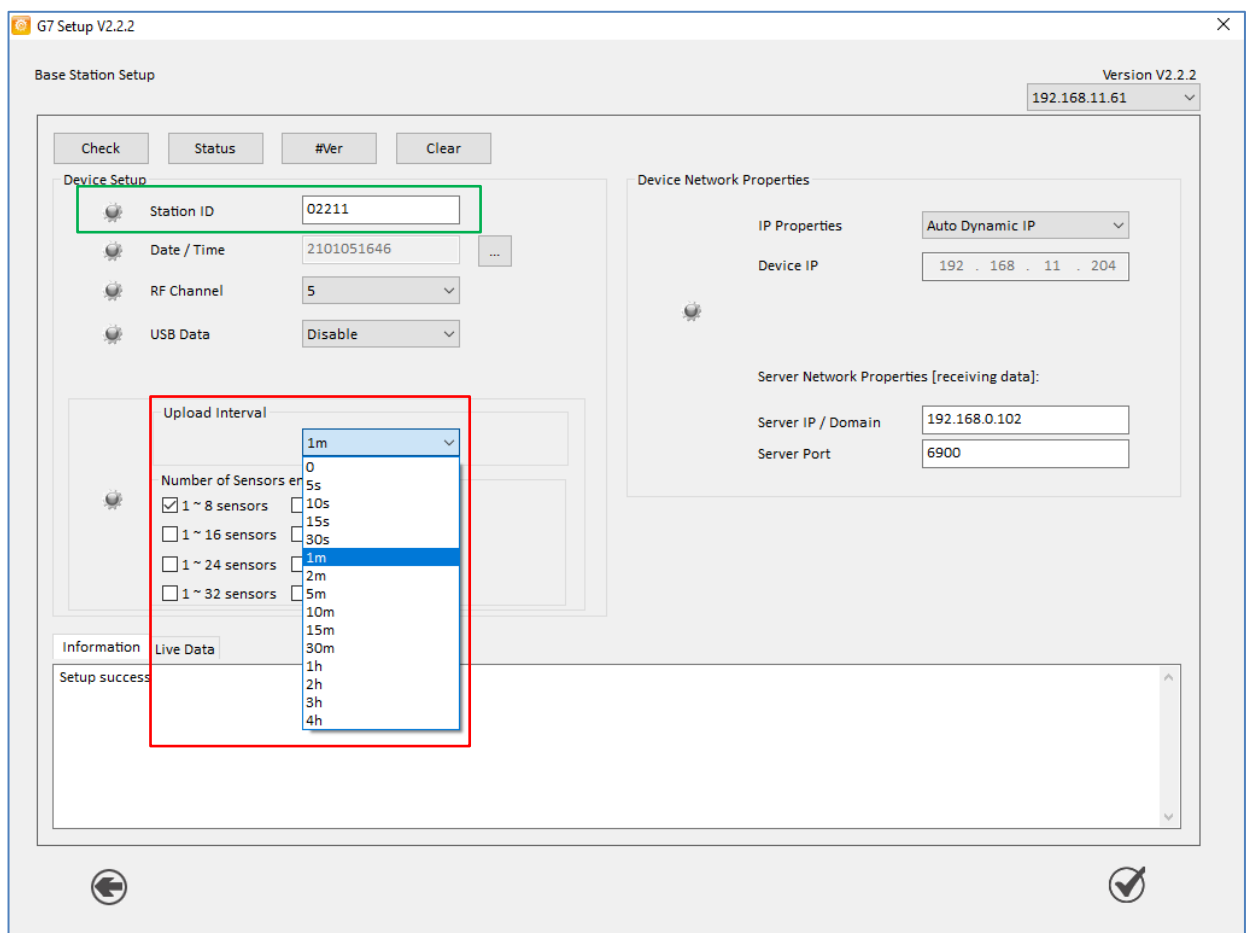 G7 Setup V2.2.2
Base Station Setup
Version V2.2.2
192.168.11.61
Check Status #Ver Clear
Device Setup
Station ID 02211
Date / Time 2101051646 ...
RF Channel 5
USB Data Disable
Upload Interval
1m
0
5s
10s
15s
30s
1m
2m
5m
10m
15m
30m
1h
2h
3h
4h
Number of Sensors
1 ~ 8 sensors
1 ~ 16 sensors
1 ~ 24 sensors
1 ~ 32 sensors
Device Network Properties
IP Properties Auto Dynamic IP
Device IP 192 . 168 . 11 . 204
Server Network Properties [receiving data]:
Server IP / Domain 192.168.0.102
Server Port 6900
Information Live Data
Setup success